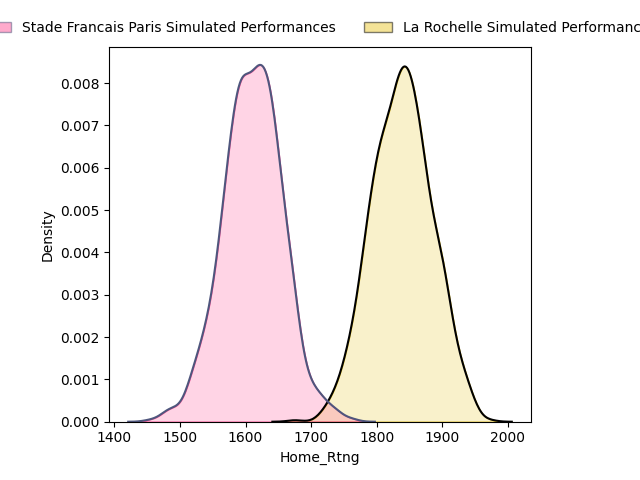 Stade Francais Paris Simulated Performances
La Rochelle Simulated Performanc
0.008
0.007
0.006
0.005
0.004
0.003
0.002
0.001
0.000
Density
1400 1500 1600 1700 1800 1900 2000
Home_Rtng